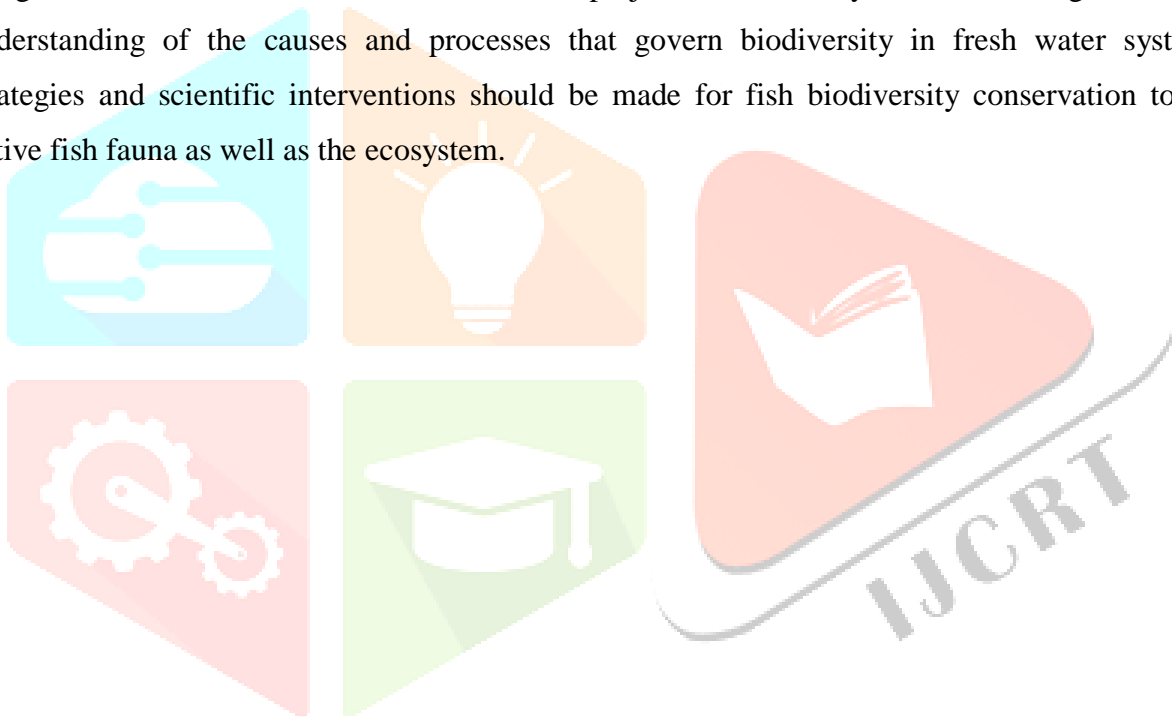 derstanding of the causes and processes that govern biodiversity in fresh water syst
ategies and scientific interventions should be made for fish biodiversity conservation to
tive fish fauna as well as the ecosystem.
IJCRT